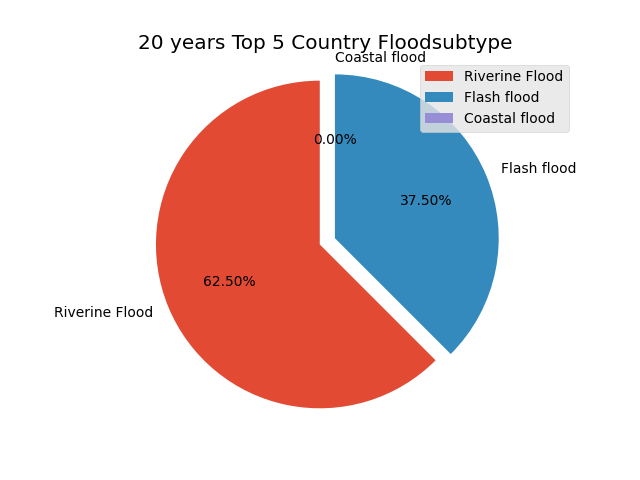 20 years Top 5 Country Floodsubtype
Coastal flood
Riverine Flood
Flash flood
Coastal flood
0.00%
Flash flood
37.50%
62.50%
Riverine Flood